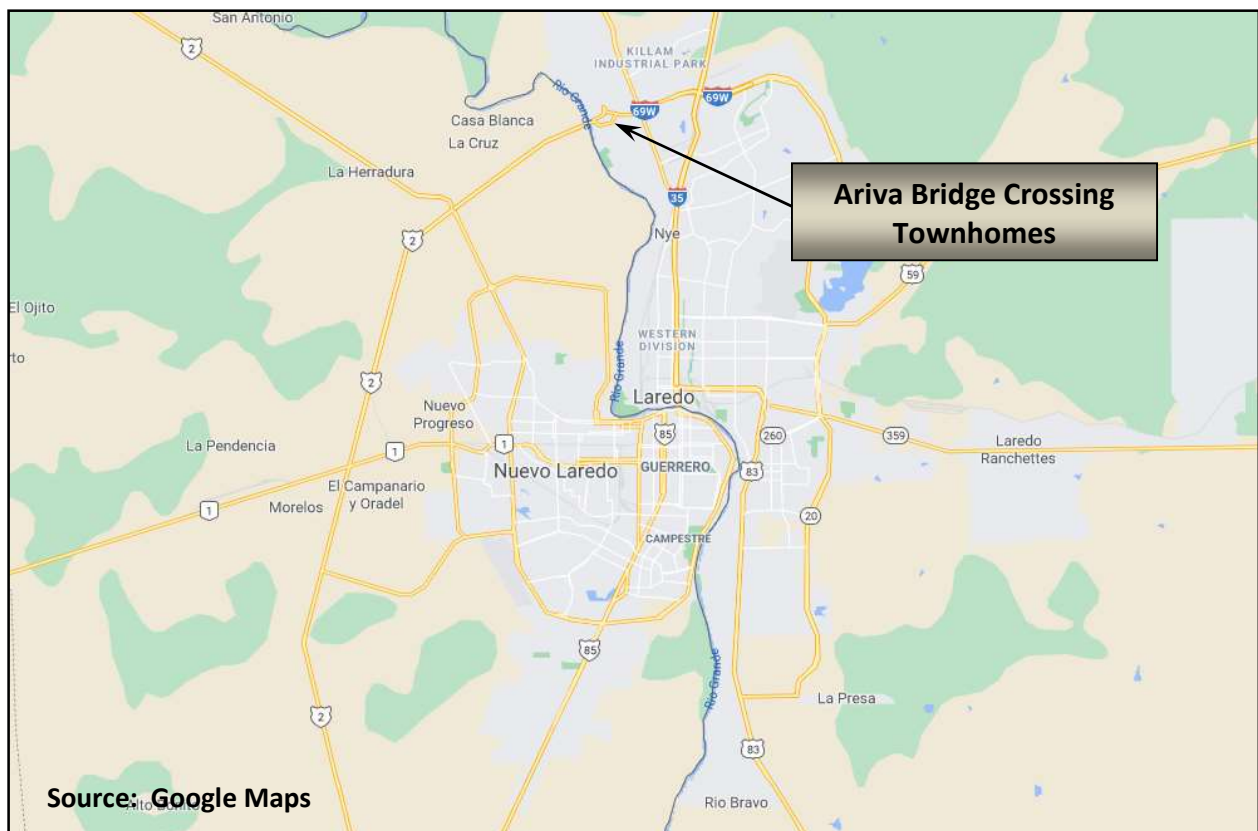 San Antonio
2
KILLAM
INDUSTRIAL PARK
Rio Grande
69W
69W
Casa Blanca
La Cruz
La Herradura
35
Ariva Bridge Crossing
Townhomes
2
Nye
59
El Ojito
WESTERN
DIVISION
rto
Rio Grande
2
Laredo
Nuevo
Progreso
85
260
359
La Pendencia
1
1
Laredo
Ranchettes
Nuevo Laredo
GUERRERO
83
El Campanario
y Oradel
Morelos
1
20
CAMPESTRE
85
Rio Grande
La Presa
2
83
Source: Google Maps
Alto Bonito
Rio Bravo